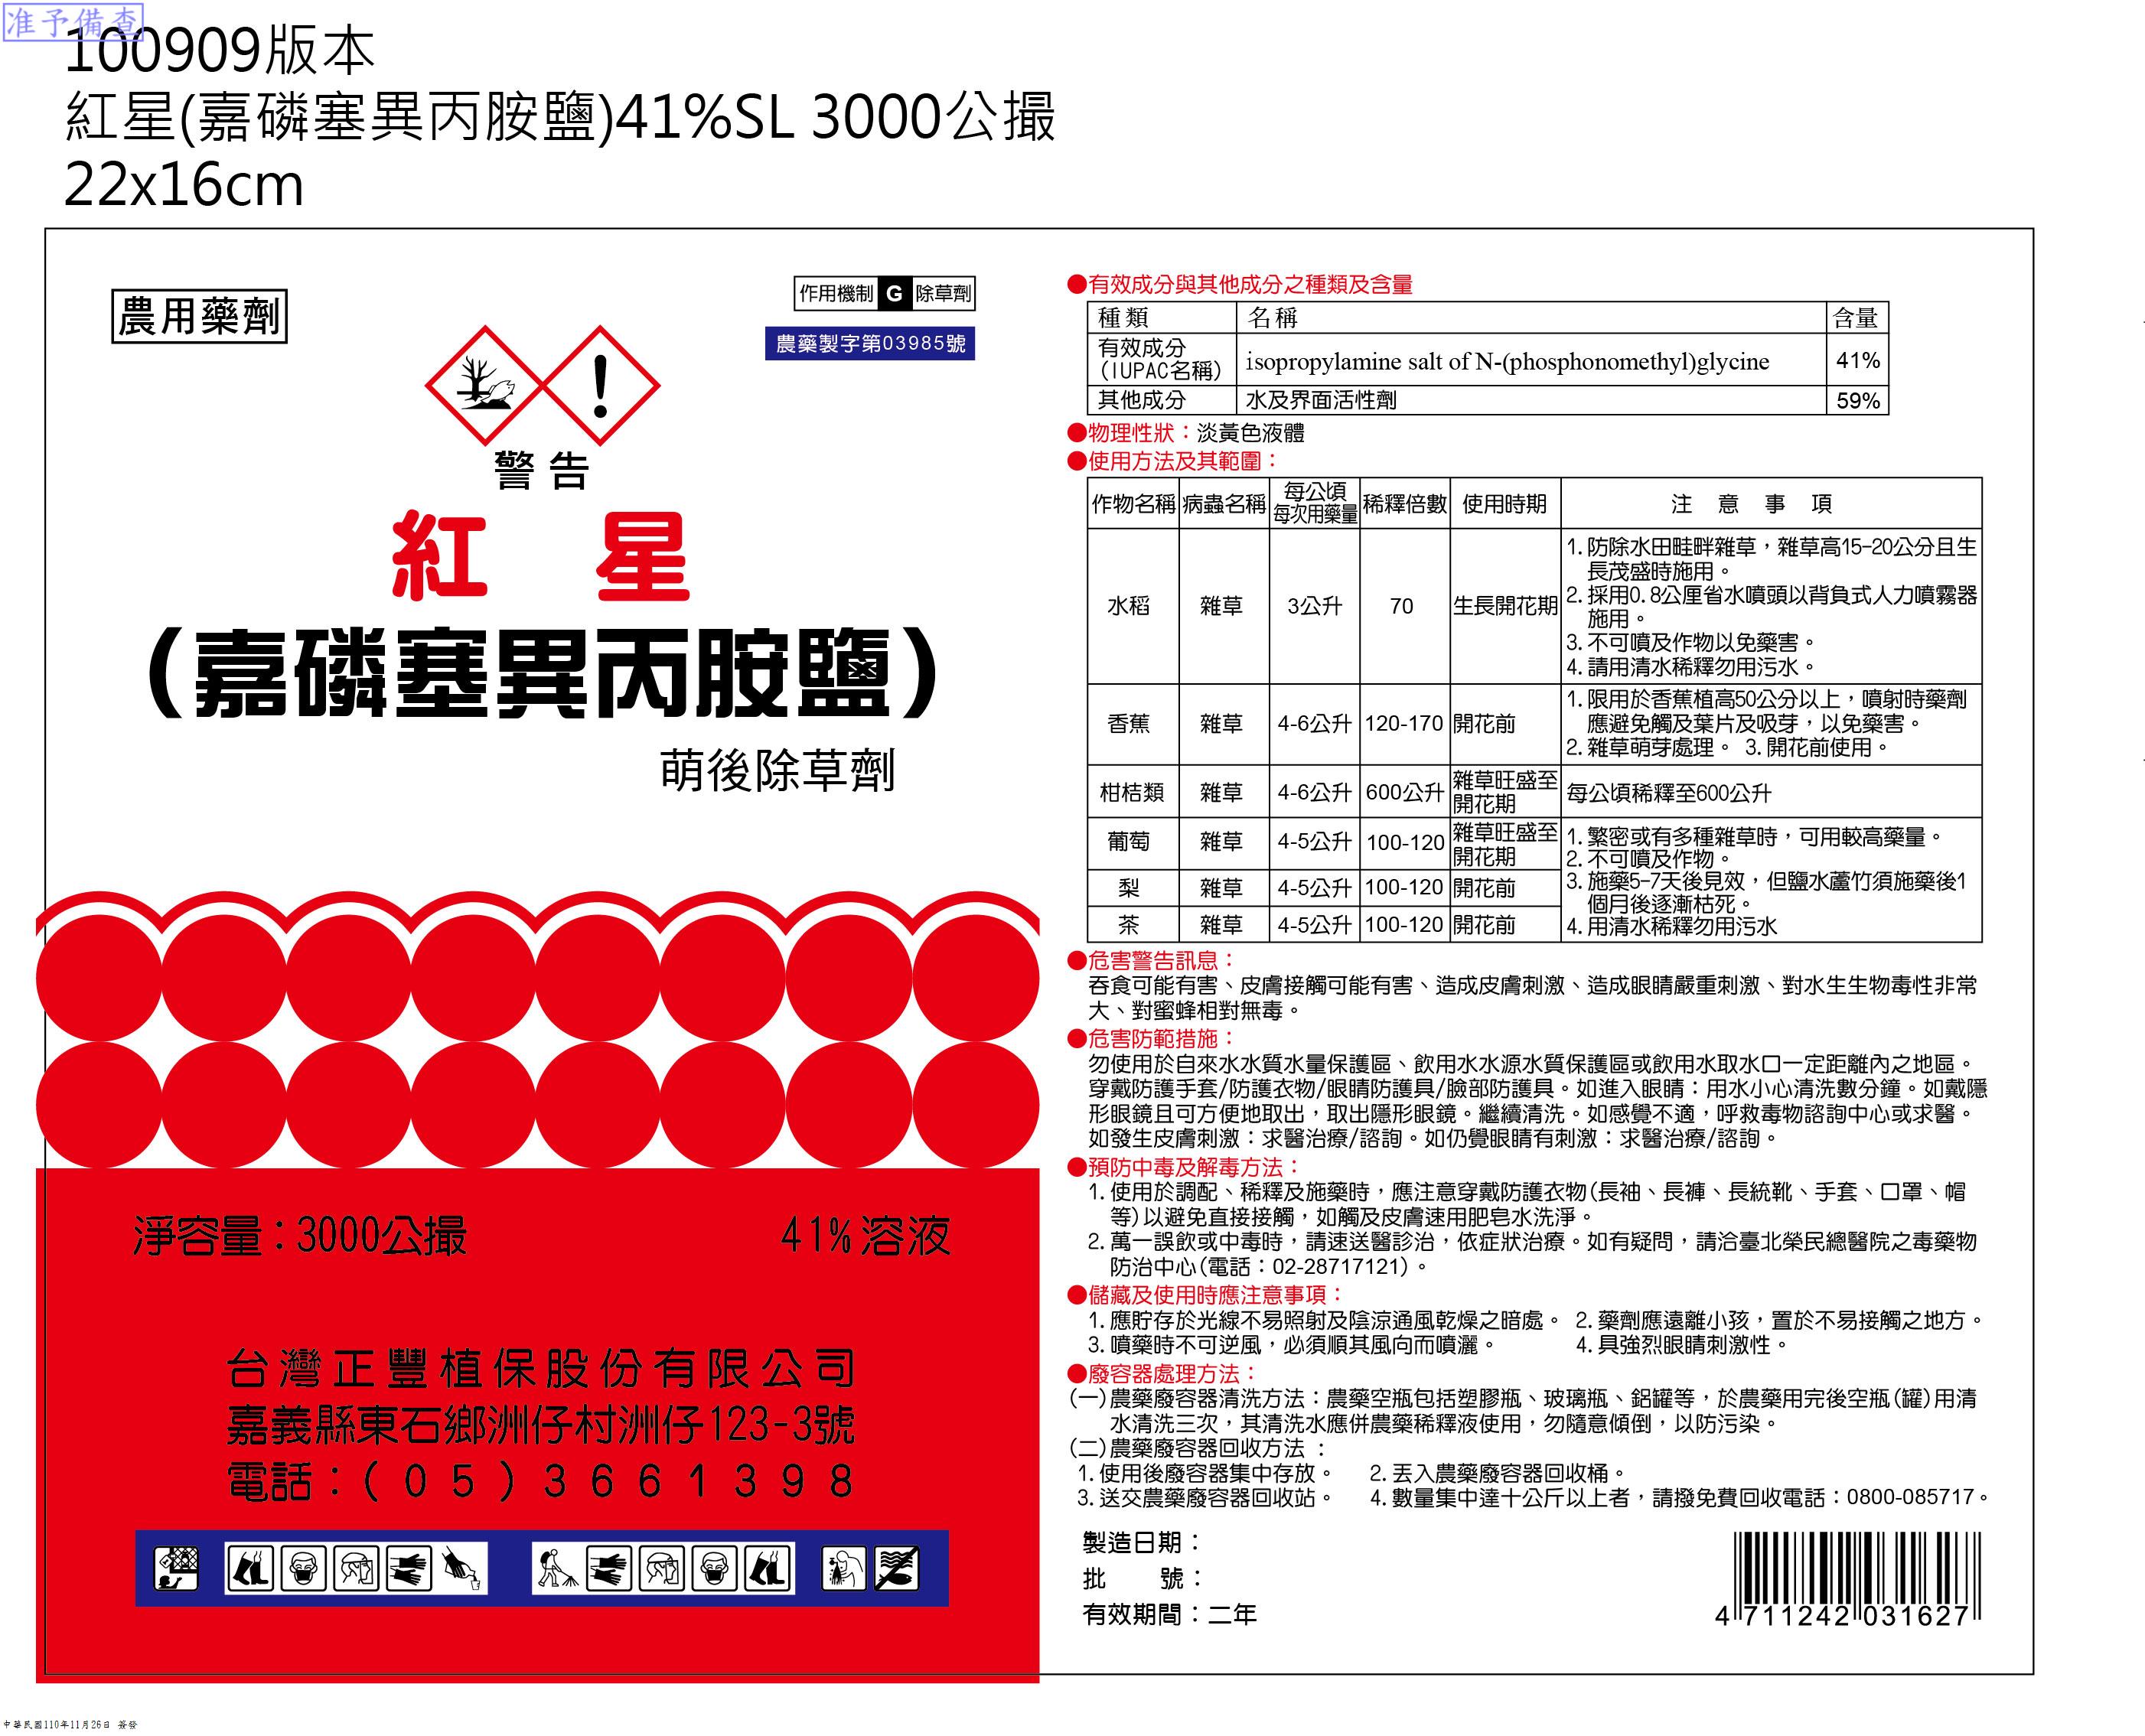 准予備查
100909版本
紅星(嘉磷塞異丙胺鹽)41%SL 3000公撮
22x16cm
農用藥劑
作用機制 G 除草劑
農藥製字第03985號
警告
紅星
(嘉磷塞異丙胺鹽)
萌後除草劑
淨容量：3000公撮 41%溶液
台灣正豐植保股份有限公司
嘉義縣東石鄉洲仔村洲仔123-3號
電話：(05)3661398
●有效成分與其他成分之種類及含量
種類 名稱 含量
有效成分
(IUPAC名稱) isopropylamine salt of N-(phosphonomethyl)glycine 41%
其他成分 水及界面活性劑 59%
●物理性狀：淡黃色液體
●使用方法及其範圍：
作物名稱 病蟲名稱 每公頃每次用藥量 稀釋倍數 使用時期 注意事項
水稻 雜草 3公升 70 生長開花期
1.防除水田畦畔雜草，雜草高15-20公分且生
長茂盛時施用。
2.採用0.8公厘省水噴頭以背負式人力噴霧器
施用。
3.不可噴及作物以免藥害。
4.請用清水稀釋勿用污水。
香蕉 雜草 4-6公升 120-170 開花前
1.限用於香蕉植高50公分以上，噴射時藥劑
應避免觸及葉片及吸芽，以免藥害。
2.雜草萌芽處理。 3.開花前使用。
柑桔類 雜草 4-6公升 600公升 雜草旺盛至開花期 每公頃稀釋至600公升
葡萄 雜草 4-5公升 100-120 雜草旺盛至開花期
梨 雜草 4-5公升 100-120 開花前
茶 雜草 4-5公升 100-120 開花前
1.繁密或有多種雜草時，可用較高藥量。
2.不可噴及作物。
3.施藥5-7天後見效，但鹽水蘆竹須施藥後1
個月後逐漸枯死。
4.用清水稀釋勿用污水
●危害警告訊息：
吞食可能有害、皮膚接觸可能有害、造成皮膚刺激、造成眼睛嚴重刺激、對水生生物毒性非常
大、對蜜蜂相對無毒。
●危害防範措施：
勿使用於自來水水質水量保護區、飲用水水源水質保護區或飲用水取水口一定距離內之地區。
穿戴防護手套/防護衣物/眼睛防護具/臉部防護具。如進入眼睛：用水小心清洗數分鐘。如戴隱
形眼鏡且可方便地取出，取出隱形眼鏡。繼續清洗。如感覺不適，呼救毒物諮詢中心或求醫。
如發生皮膚刺激：求醫治療/諮詢。如仍覺眼睛有刺激：求醫治療/諮詢。
●預防中毒及解毒方法：
1.使用於調配、稀釋及施藥時，應注意穿戴防護衣物(長袖、長褲、長統靴、手套、口罩、帽
等)以避免直接接觸，如觸及皮膚速用肥皂水洗淨。
2.萬一誤飲或中毒時，請速送醫診治，依症狀治療。如有疑問，請洽臺北榮民總醫院之毒藥物
防治中心(電話：02-28717121)。
●儲藏及使用時應注意事項：
1.應貯存於光線不易照射及陰涼通風乾燥之暗處。 2.藥劑應遠離小孩，置於不易接觸之地方。
3.噴藥時不可逆風，必須順其風向而噴灑。 4.具強烈眼睛刺激性。
●廢容器處理方法：
(一)農藥廢容器清洗方法：農藥空瓶包括塑膠瓶、玻璃瓶、鋁罐等，於農藥用完後空瓶(罐)用清
水清洗三次，其清洗水應併農藥稀釋液使用，勿隨意傾倒，以防污染。
(二)農藥廢容器回收方法：
1.使用後廢容器集中存放。 2.丟入農藥廢容器回收桶。
3.送交農藥廢容器回收站。 4.數量集中達十公斤以上者，請撥免費回收電話：0800-085717。
製造日期：
批 號：
有效期間：二年
4 711242 031627
中華民國110年11月26日 簽發